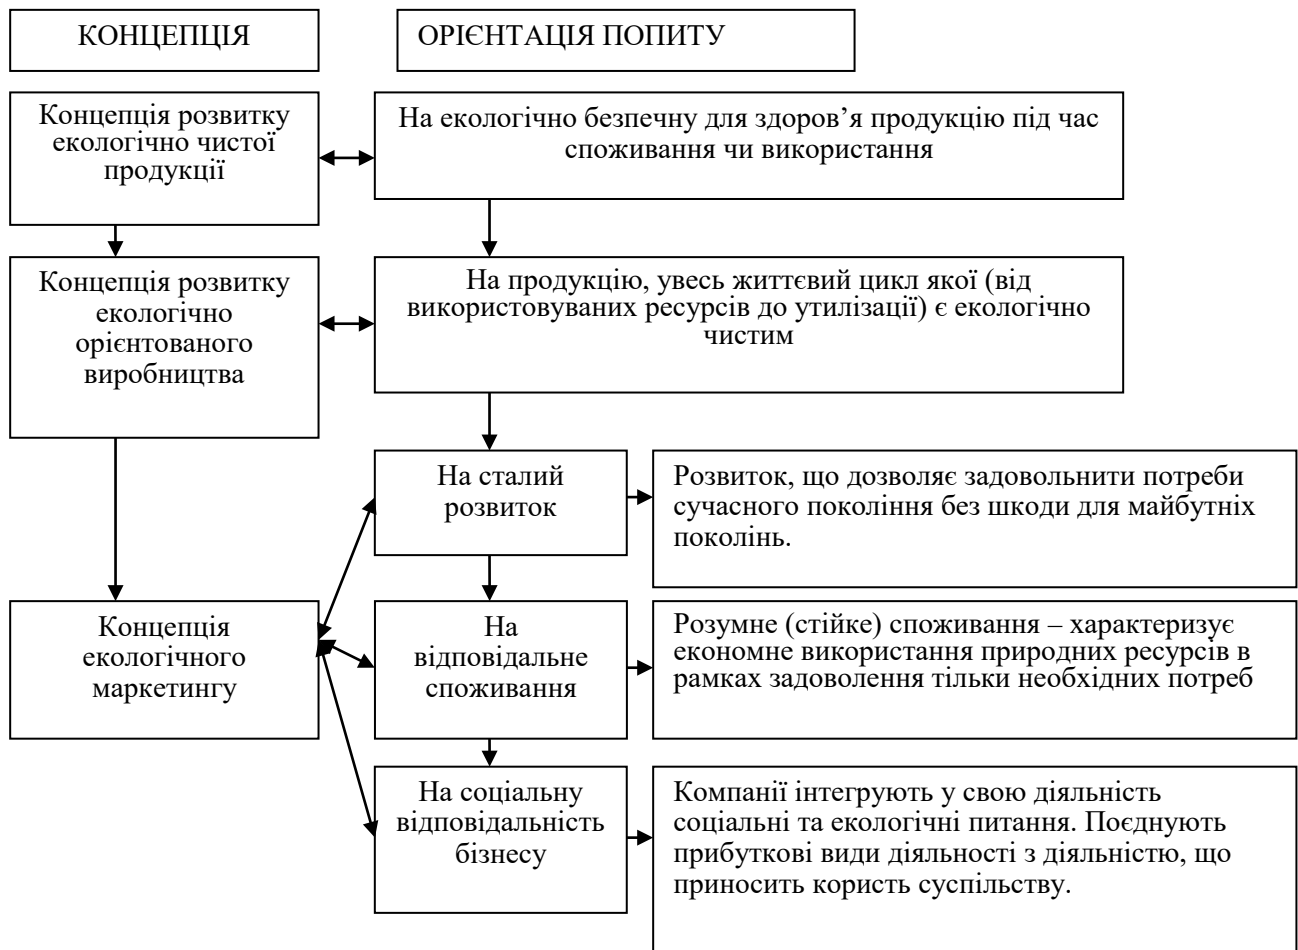 КОНЦЕПЦІЯ
ОРІЄНТАЦІЯ ПОПИТУ
Концепція розвитку
екологічно чистої
продукції
На екологічно безпечну для здоров’я продукцію під час
споживання чи використання
Концепція розвитку
екологічно
орієнтованого
виробництва
На продукцію, увесь життєвий цикл якої (від
використовуваних ресурсів до утилізації) є екологічно
чистим
На сталий
розвиток
Розвиток, що дозволяє задовольнити потреби
сучасного покоління без шкоди для майбутніх
поколінь.
Концепція
екологічного
маркетингу
На
відповідальне
споживання
Розумне (стійке) споживання – характеризує
економне використання природних ресурсів в
рамках задоволення тільки необхідних потреб
На соціальну
відповідальність
бізнесу
Компанії інтегрують у свою діяльність
соціальні та екологічні питання. Поєднують
прибуткові види діяльності з діяльністю, що
приносить користь суспільству.